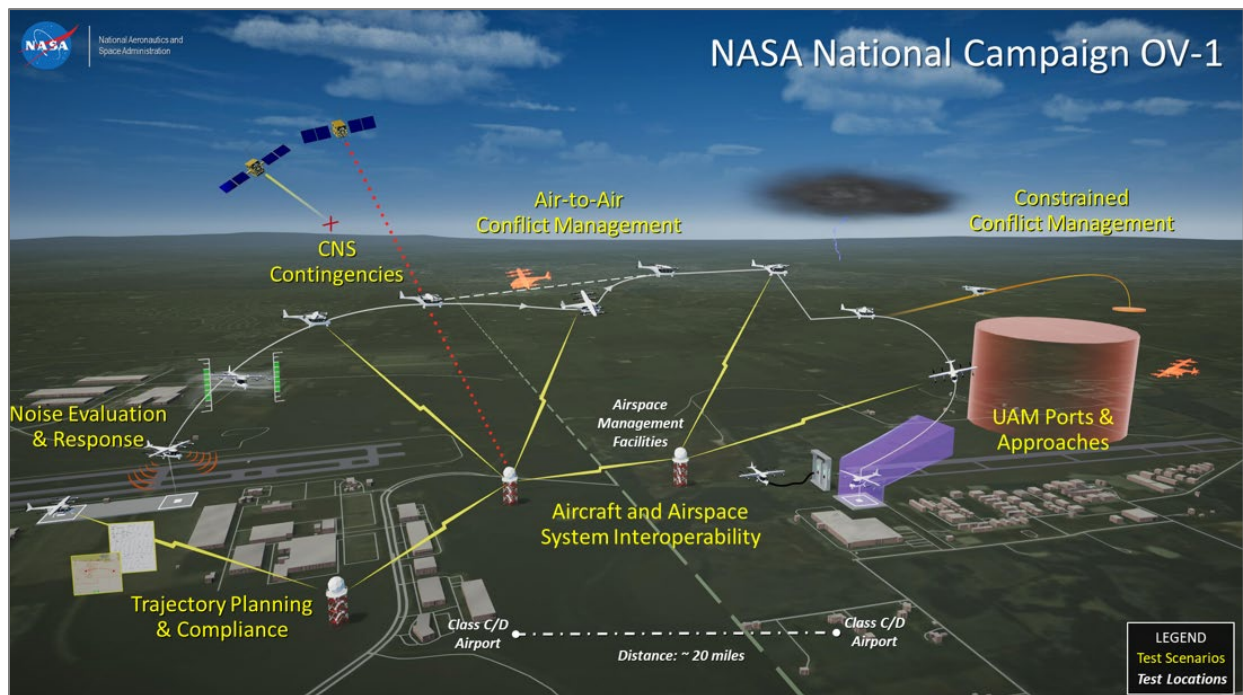 NASA
National Aeronautics and
Space Administration
NASA National Campaign OV-1
Air-to-Air
Conflict Management
Constrained
Conflict Management
CNS
Contingencies
Noise Evaluation
& Response
Airspace
Management
Facilities
UAM Ports &
Approaches
Aircraft and Airspace
System Interoperability
Trajectory Planning
& Compliance
Class C/D
Airport
Distance: ~ 20 miles
Class C/D
Airport
LEGEND
Test Scenarios
Test Locations